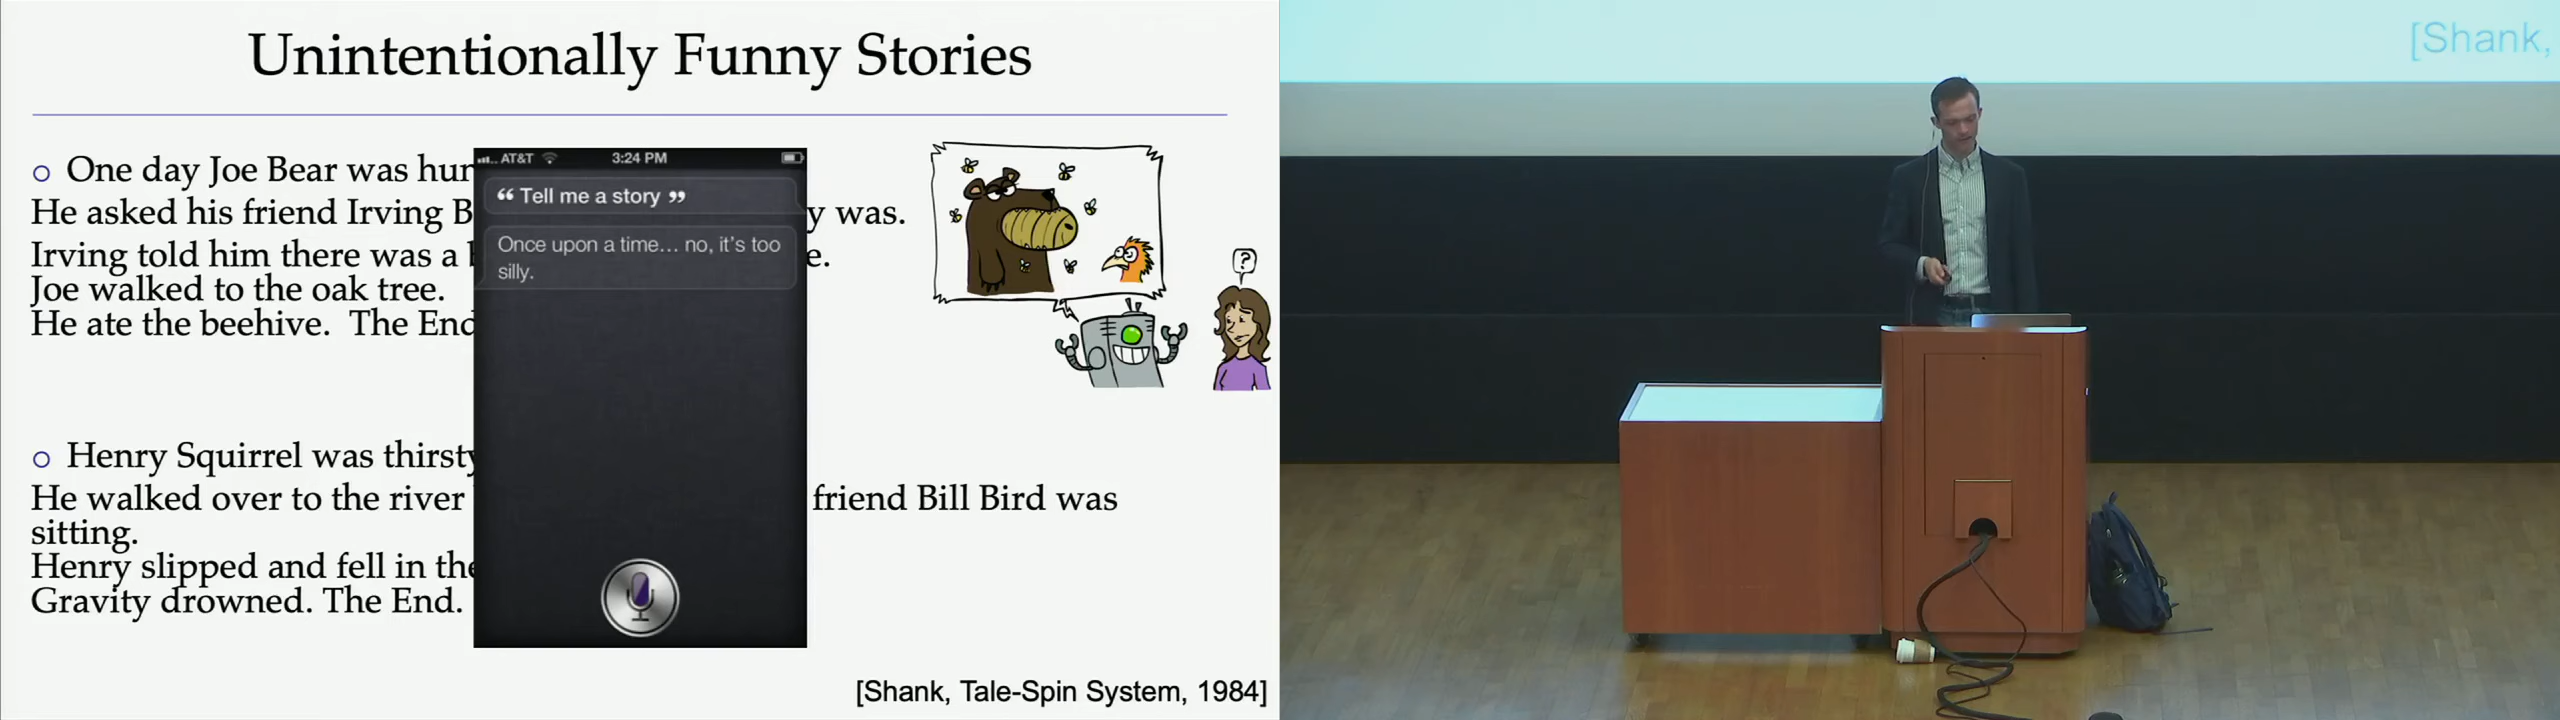 Unintentionally Funny Stories
One day Joe Bear was hun
He asked his friend Irving B y was.
Irving told him there was a e.
Joe walked to the oak tree.
He ate the beehive. The End
AT&T 3:24 PM
“ Tell me a story ”
Once upon a time... no, it's too
silly.
?
Henry Squirrel was thirsty
He walked over to the river friend Bill Bird was
sitting.
Henry slipped and fell in the
Gravity drowned. The End.
[Shank, Tale-Spin System, 1984]
[Shank,